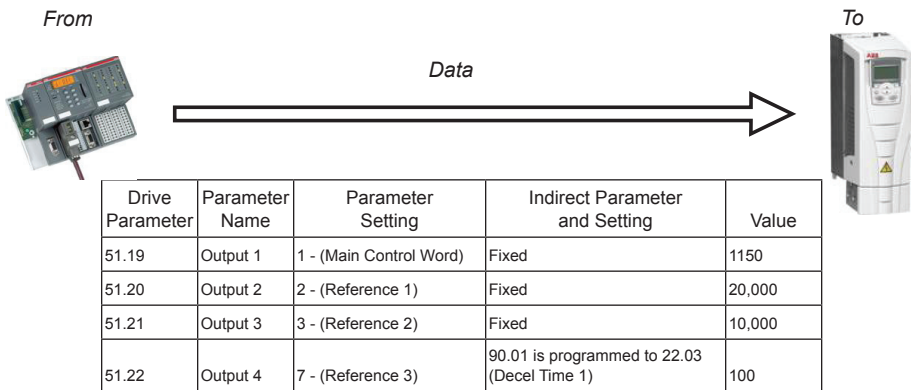 From
To
Data
ABB
Drive Parameter | Parameter Name | Parameter Setting | Indirect Parameter and Setting | Value
51.19 | Output 1 | 1 - (Main Control Word) | Fixed | 1150
51.20 | Output 2 | 2 - (Reference 1) | Fixed | 20,000
51.21 | Output 3 | 3 - (Reference 2) | Fixed | 10,000
51.22 | Output 4 | 7 - (Reference 3) | 90.01 is programmed to 22.03 (Decel Time 1) | 100